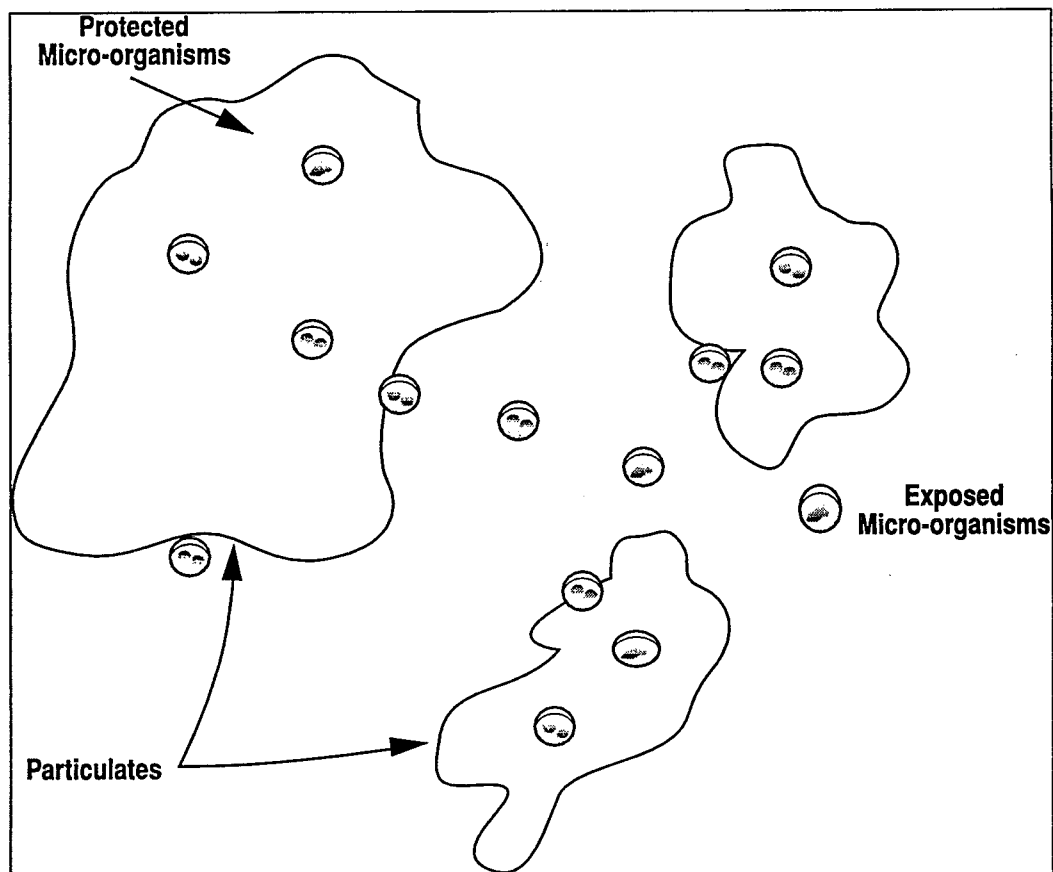 Protected
Micro-organisms
Exposed
Micro-organisms
Particulates